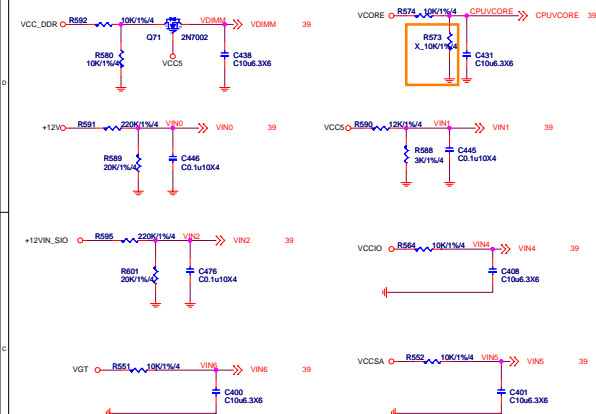 VCC_DDR R592 10K/1%/4 Q71 2N7002 VDIMM VDIMM 39
R580
10K/1%/4
VCC5
C438
C10u6.3X6
VCORE R574 10K/1%/4 CPUVCORE CPUVCORE 39
R573
X_10K/1%/4
C431
C10u6.3X6
D
+12V R591 220K/1%/4 VIN0 VIN0 39
R589
20K/1%/4
C446
C0.1u10X4
VCC5 R590 12K/1%/4 VIN1 VIN1 39
R588
3K/1%/4
C445
C0.1u10X4
+12VIN_SIO R595 220K/1%/4 VIN2 VIN2 39
R601
20K/1%/4
C476
C0.1u10X4
VCCIO R564 10K/1%/4 VIN4 VIN4 39
C408
C10u6.3X6
C
VGT R551 10K/1%/4 VIN6 VIN6 39
C400
C10u6.3X6
VCCSA R552 10K/1%/4 VIN5 VIN5 39
C401
C10u6.3X6